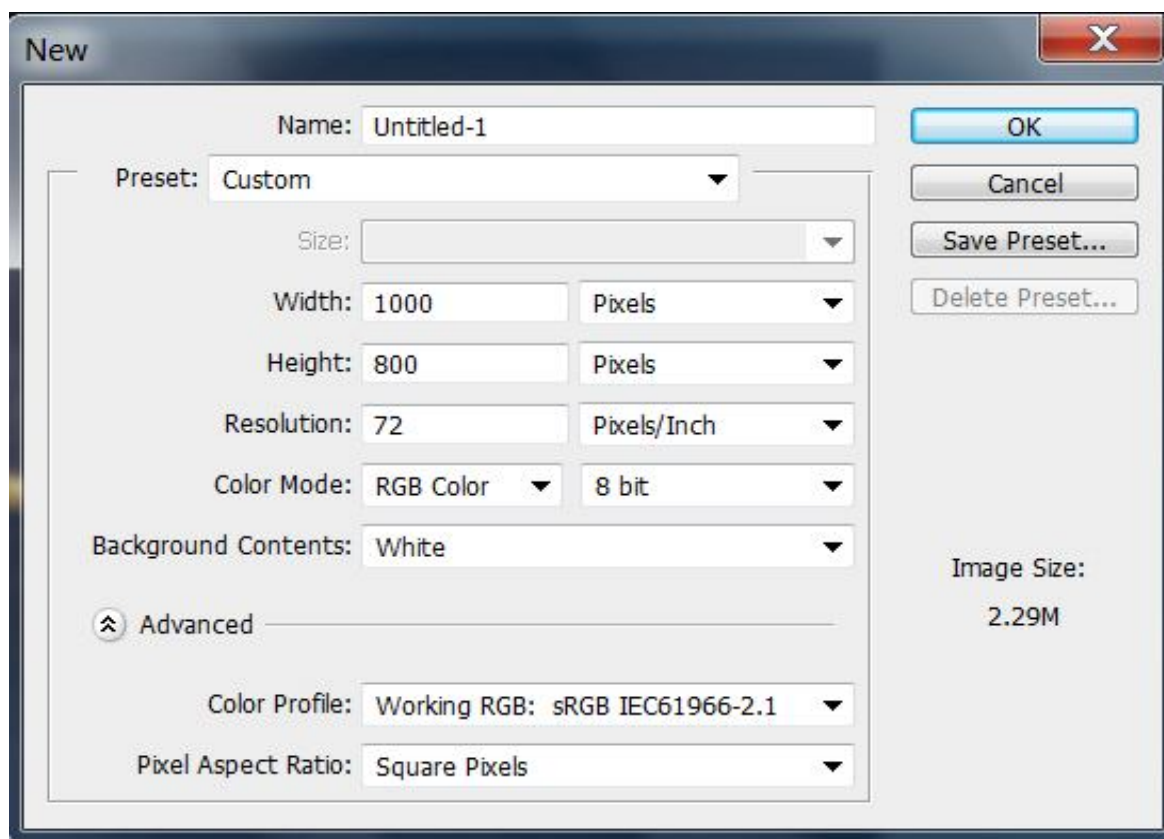 New
Name: Untitled-1
OK
Preset: Custom
Cancel
Size:
Save Preset...
Width: 1000 Pixels
Delete Preset...
Height: 800 Pixels
Resolution: 72 Pixels/Inch
Color Mode: RGB Color 8 bit
Background Contents: White
Image Size:
2.29M
Advanced
Color Profile: Working RGB: sRGB IEC61966-2.1
Pixel Aspect Ratio: Square Pixels